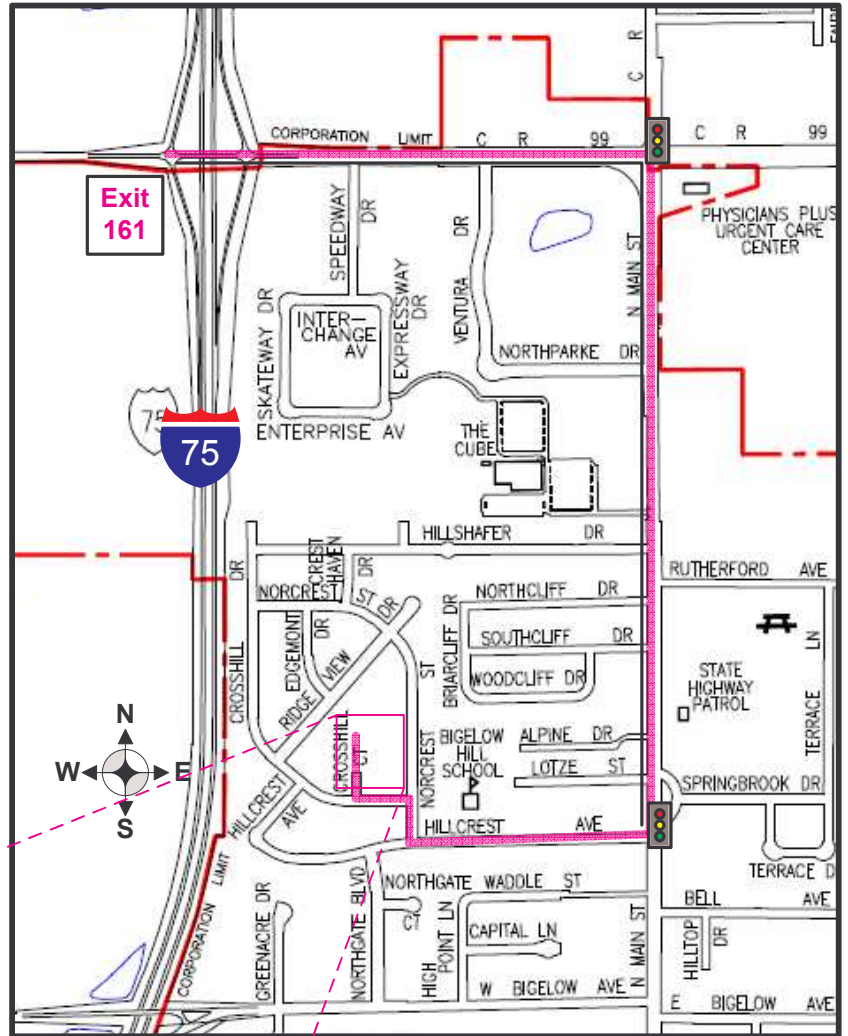 C R
CORPORATION LIMIT C R 99
C R 99
Exit
161
PHYSICIANS PLUS
URGENT CARE
CENTER
SPEEDWAY DR
VENTURA DR
N MAIN ST
SKATEWAY DR
INTER-
CHANGE
AV
EXPRESSWAY DR
NORTHPARKE DR
75
75
ENTERPRISE AV
THE
CUBE
HILLSHAFER DR
CREST HAVEN DR
RUTHERFORD AVE
NORCREST ST
DR
NORTHCLIFF DR
BRIARCLIFF DR
SOUTHCLIFF DR
WOODCLIFF DR
EDGEMONT DR
RIDGE VIEW
CROSSHILL DR
STATE
HIGHWAY
PATROL
TERRACE LN
N
W E
S
CROSSHILL
CT
NORCREST ST
BIGELOW
HILL
SCHOOL
ALPINE DR
LOTZE ST
SPRINGBROOK DR
HILLCREST AVE
HILLCREST AVE
TERRACE D
CORPORATION LIMIT
NORTHGATE BLVD
NORTHGATE
CT
WADDLE ST
BELL AVE
GREENACRE DR
HIGH POINT LN
CAPITAL LN
N MAIN ST
HILLTOP DR
W BIGELOW AVE
E BIGELOW AVE